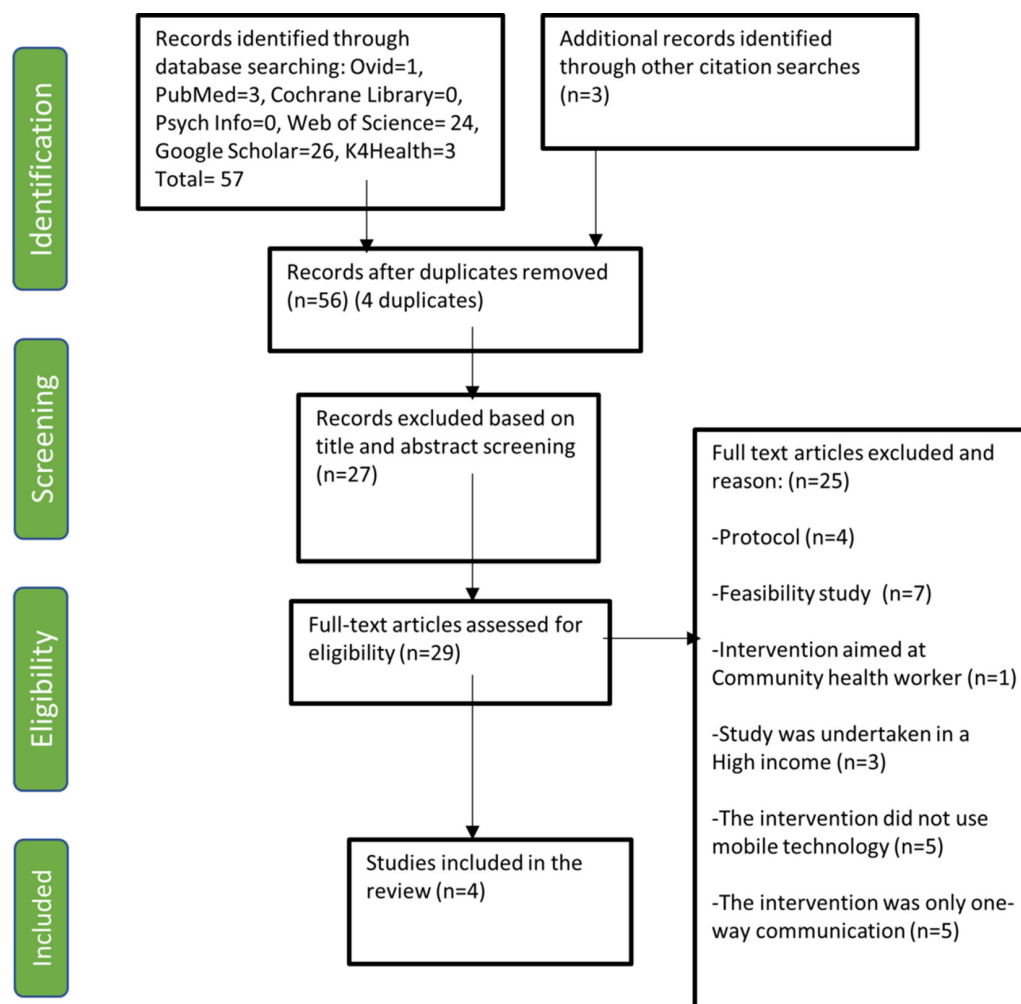 Identification
Records identified through
database searching: Ovid=1,
PubMed=3, Cochrane Library=0,
Psych Info=0, Web of Science= 24,
Google Scholar=26, K4Health=3
Total= 57
Additional records identified
through other citation searches
(n=3)
Records after duplicates removed
(n=56) (4 duplicates)
Screening
Records excluded based on
title and abstract screening
(n=27)
Eligibility
Full-text articles assessed for
eligibility (n=29)
Full text articles excluded and
reason: (n=25)
-Protocol (n=4)
-Feasibility study (n=7)
-Intervention aimed at
Community health worker (n=1)
-Study was undertaken in a
High income (n=3)
-The intervention did not use
mobile technology (n=5)
-The intervention was only one-
way communication (n=5)
Included
Studies included in the
review (n=4)